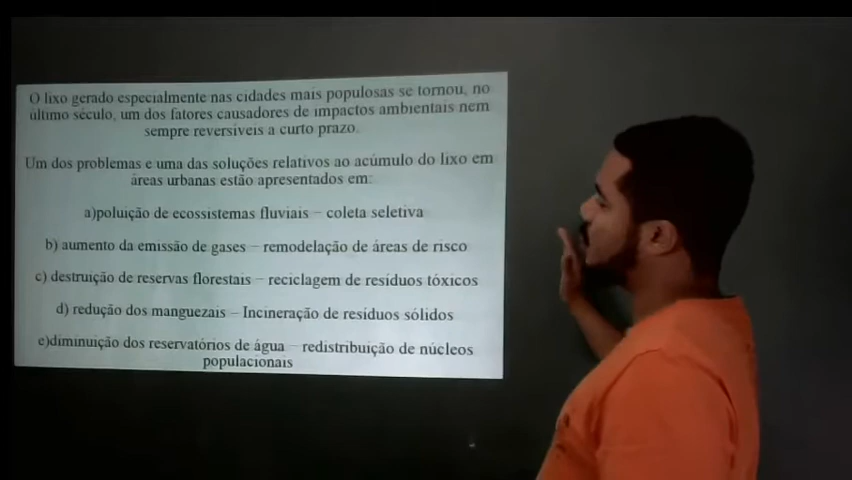 O lixo gerado especialmente nas cidades mais populosas se tornou, no
último século, um dos fatores causadores de impactos ambientais nem
sempre reversíveis a curto prazo.
Um dos problemas e uma das soluções relativos ao acúmulo do lixo em
áreas urbanas estão apresentados em:
a)poluição de ecossistemas fluviais – coleta seletiva
b) aumento da emissão de gases – remodelação de áreas de risco
c) destruição de reservas florestais – reciclagem de resíduos tóxicos
d) redução dos manguezais – Incineração de resíduos sólidos
e)diminuição dos reservatórios de água – redistribuição de núcleos
populacionais